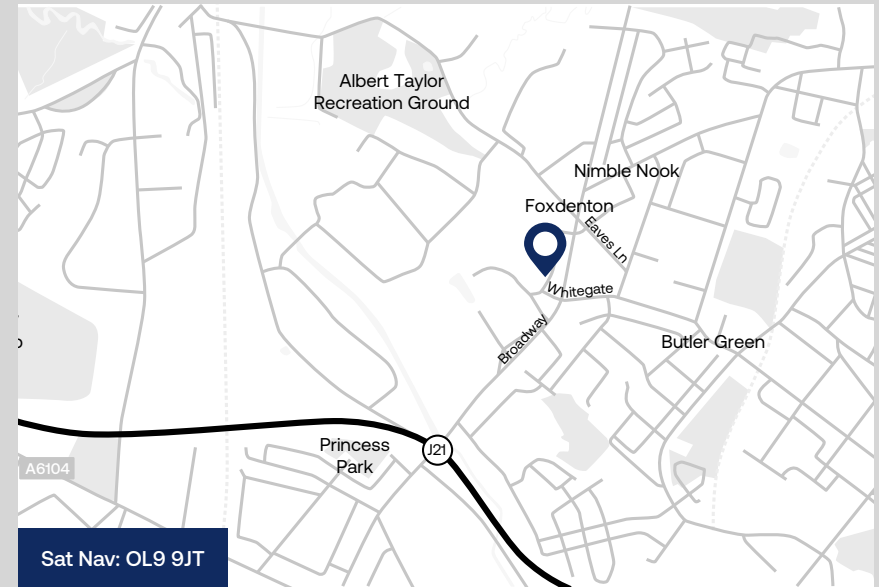 Albert Taylor
Recreation Ground
Nimble Nook
Foxdenton
Eaves Ln
Whitegate
Broadway
Butler Green
Princess
Park
J21
A6104
Sat Nav: OL9 9JT